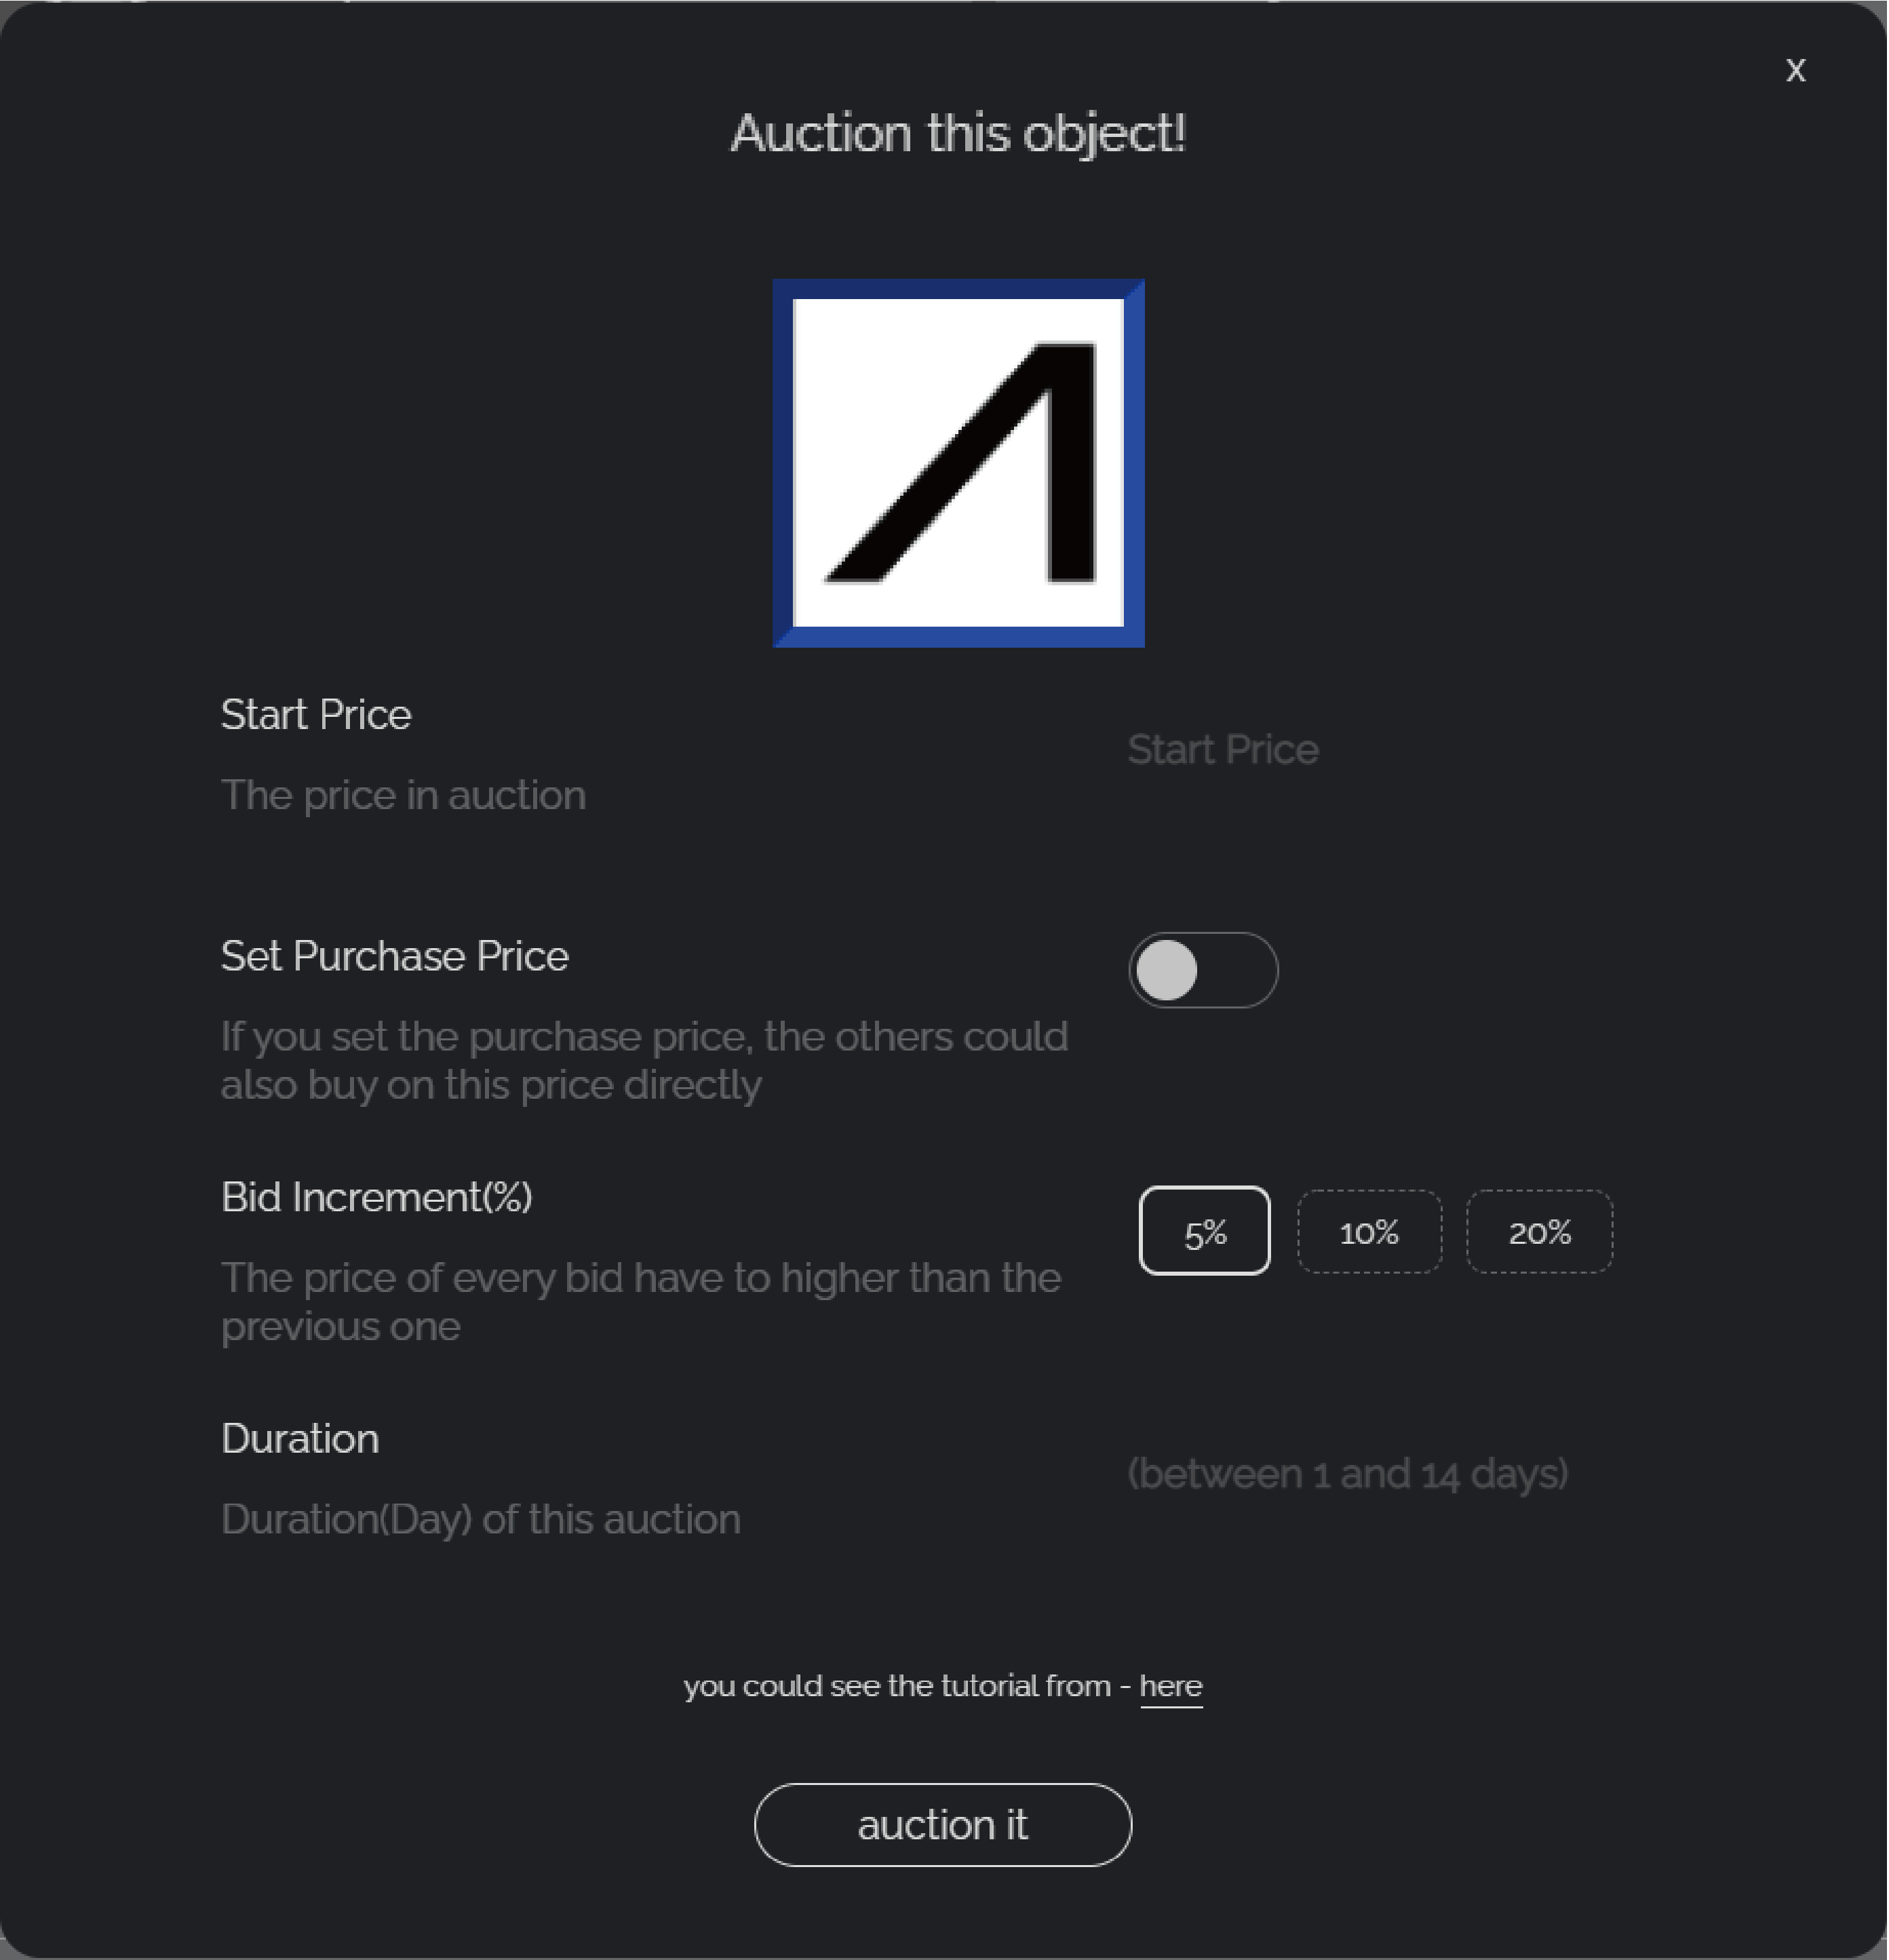 x
Auction this object!
Start Price
Start Price
The price in auction
Set Purchase Price
If you set the purchase price, the others could
also buy on this price directly
Bid Increment(%)
5% 10% 20%
The price of every bid have to higher than the
previous one
Duration
(between 1 and 14 days)
Duration(Day) of this auction
you could see the tutorial from - here
auction it